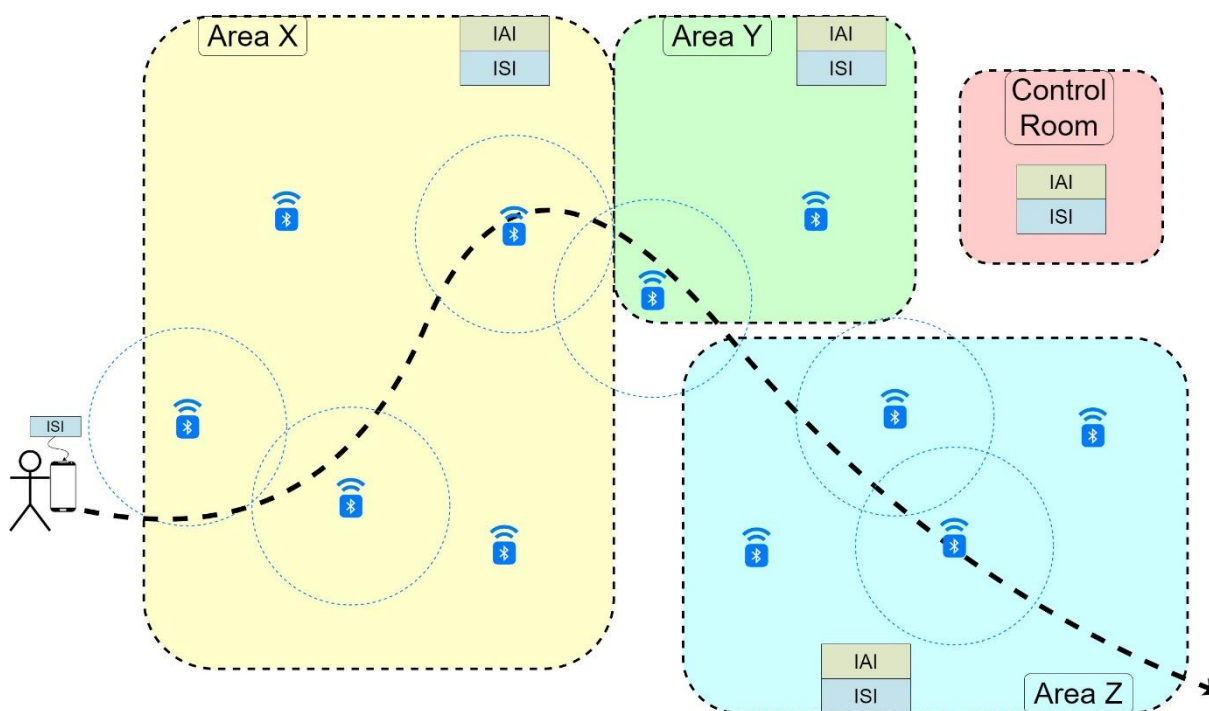 Area X
IAI
ISI
Area Y
IAI
ISI
Control
Room
IAI
ISI
ISI
IAI
ISI
Area Z